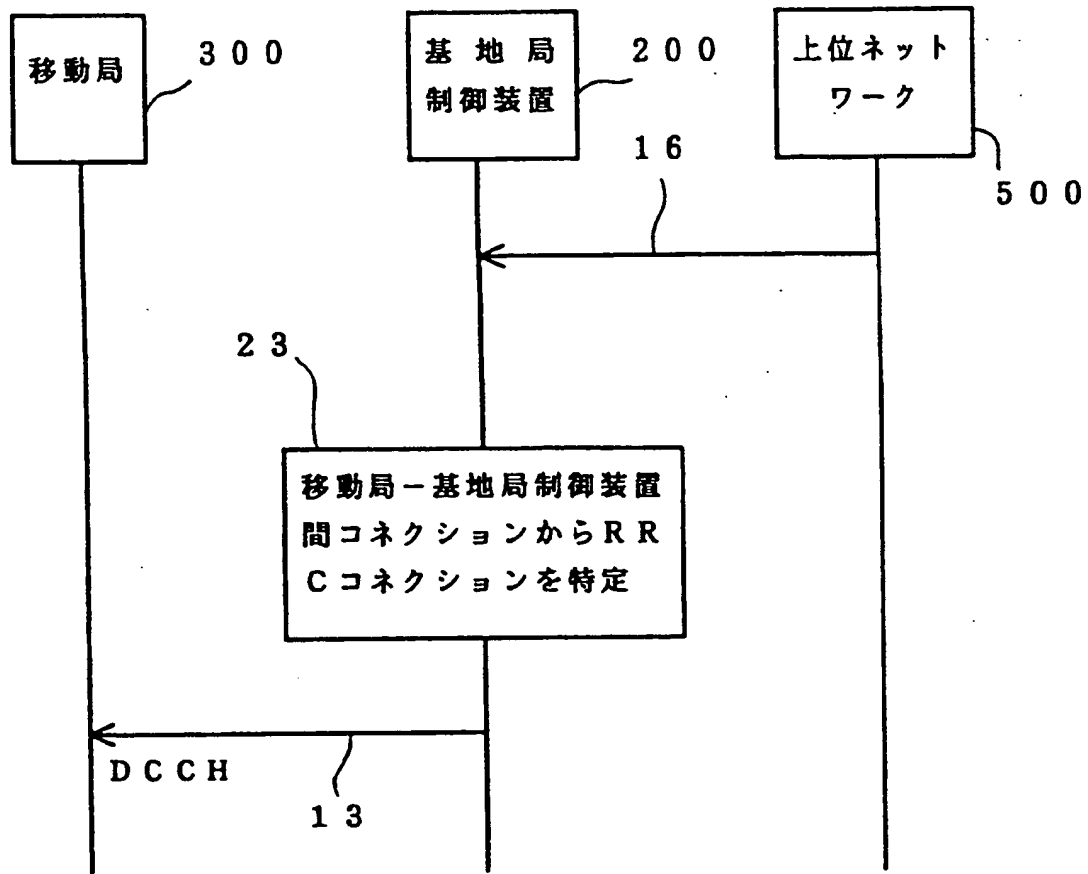 移動局
300
基地局
制御装置
200
上位ネット
ワーク
500
16
23
移動局－基地局制御装置
間コネクションからRR
Cコネクションを特定
DCCH
13